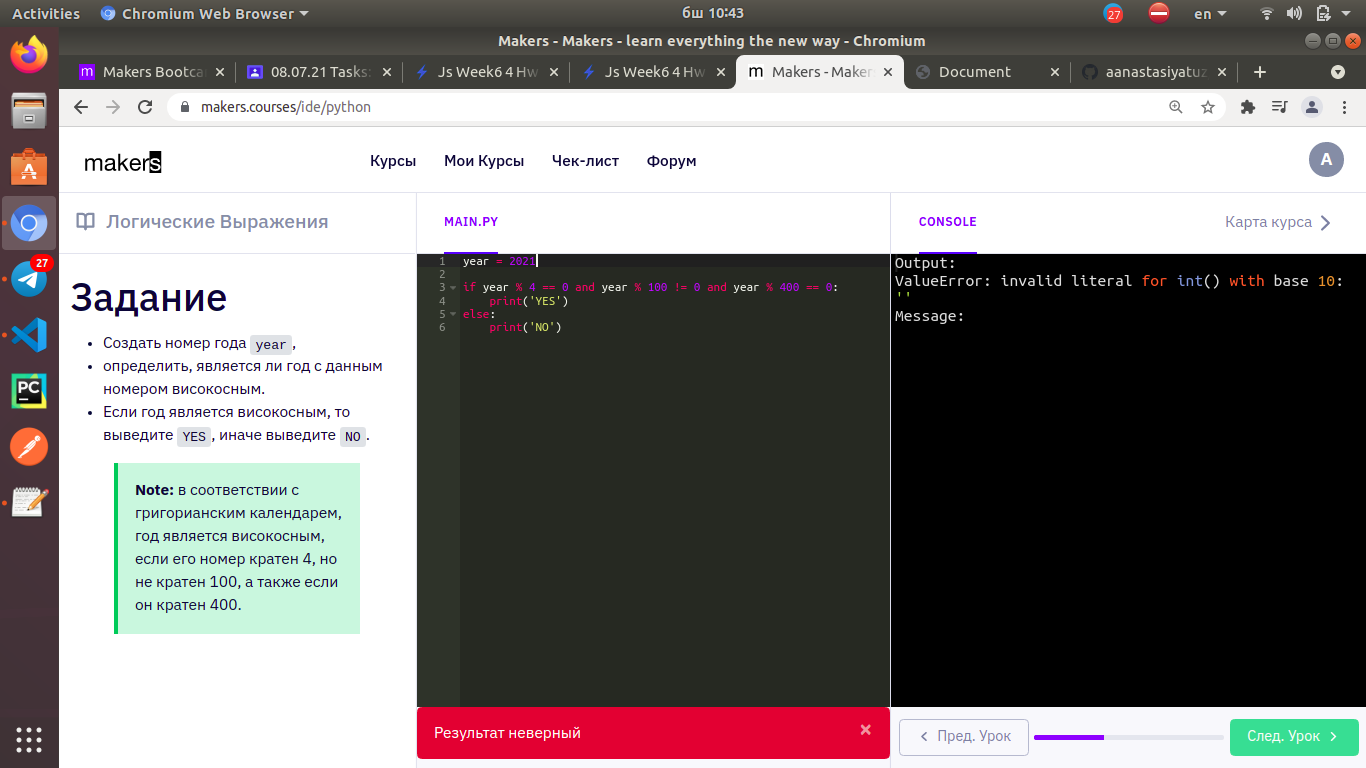 Activities
Chromium Web Browser
бш 10:43
27
en
Makers - Makers - learn everything the new way - Chromium
m Makers Bootca
08.07.21 Tasks:
Js Week6 4 Hw
Js Week6 4 Hw
m Makers - Maker
Document
aanastasiyatuz
makers.courses/ide/python
makers
Курсы
Мои Курсы
Чек-лист
Форум
A
Логические Выражения
MAIN.PY
CONSOLE
Карта курса
Задание
Создать номер года year,
определить, является ли год с данным
номером високосным.
Если год является високосным, то
выведите YES, иначе выведите NO.
Note: в соответствии с
григорианским календарем,
год является високосным,
если его номер кратен 4, но
не кратен 100, а также если
он кратен 400.
1 year = 2021
2
3 if year % 4 == 0 and year % 100 != 0 and year % 400 == 0:
4 print('YES')
5 else:
6 print('NO')
Output:
ValueError: invalid literal for int() with base 10:
''
Message:
Результат неверный
Пред. Урок
След. Урок
27
PC